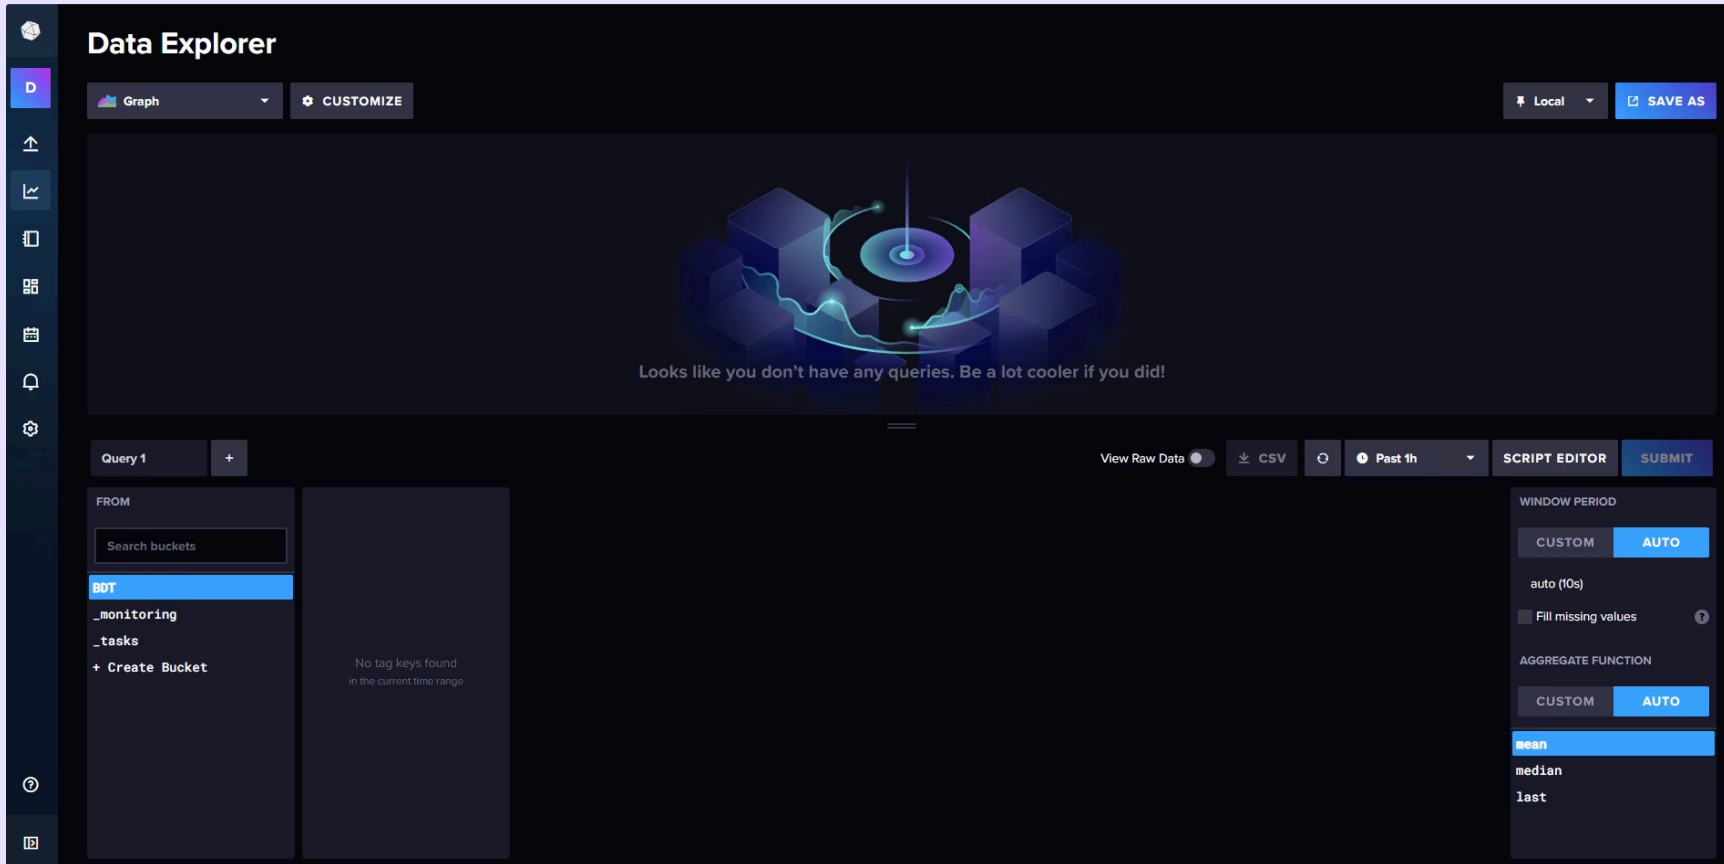 Data Explorer
D
Graph
CUSTOMIZE
Local
SAVE AS
Looks like you don't have any queries. Be a lot cooler if you did!
Query 1
+
View Raw Data
CSV
Past 1h
SCRIPT EDITOR
SUBMIT
FROM
Search buckets
BDT
_monitoring
_tasks
+ Create Bucket
No tag keys found
in the current time range
WINDOW PERIOD
CUSTOM AUTO
auto (10s)
Fill missing values ?
AGGREGATE FUNCTION
CUSTOM AUTO
mean
median
last
?